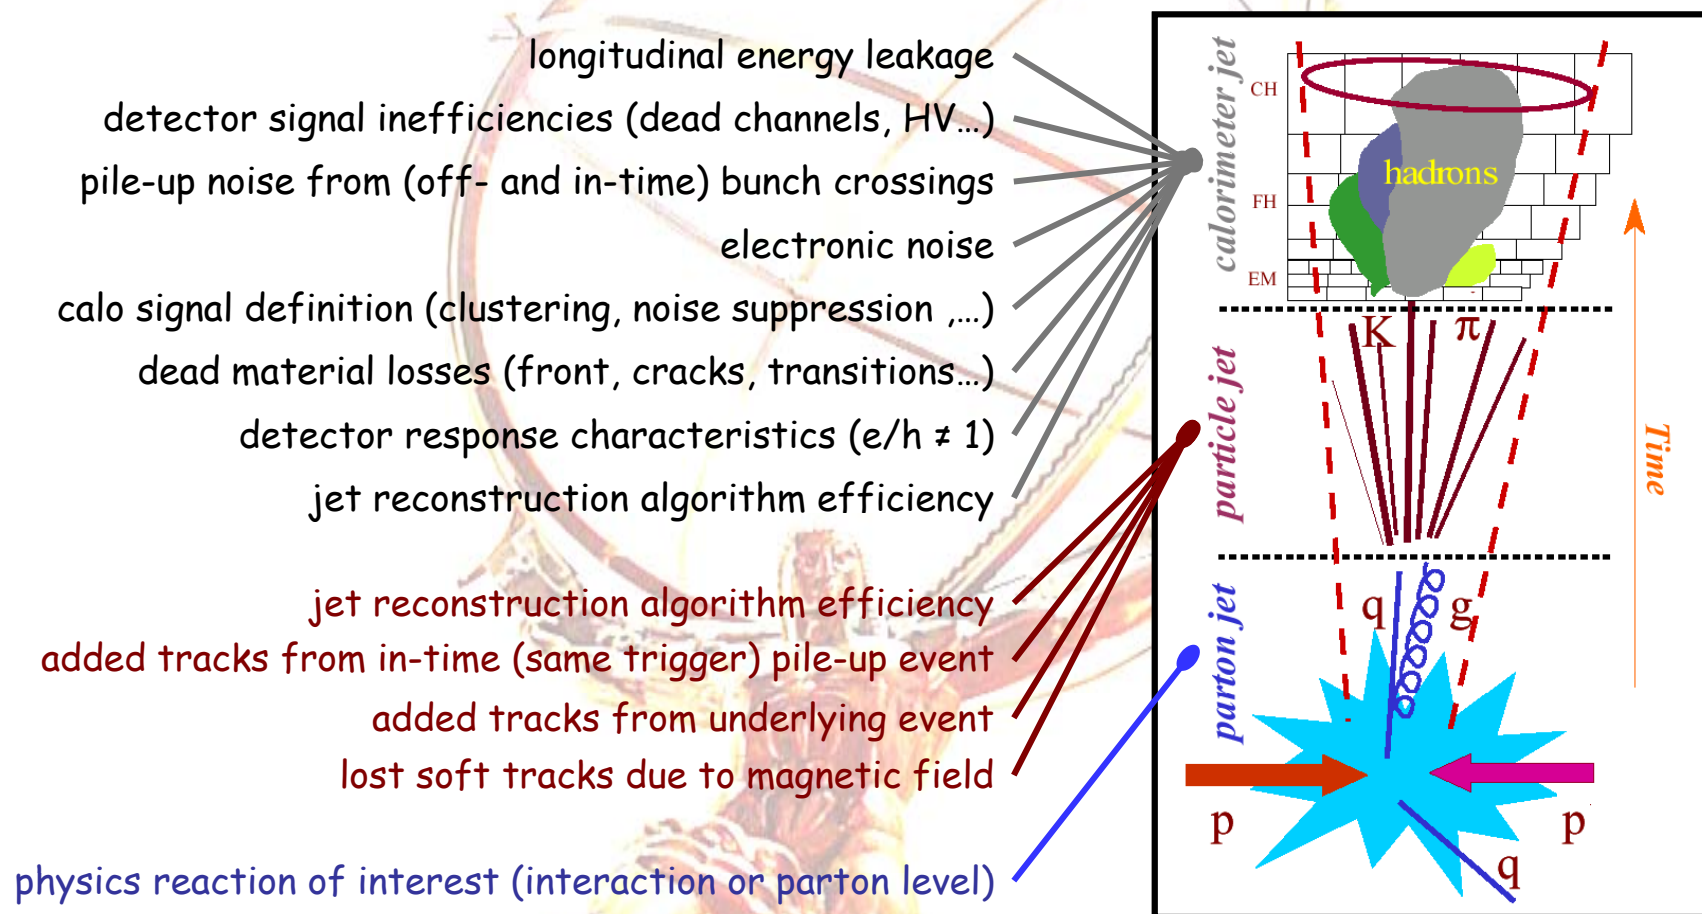 longitudinal energy leakage
detector signal inefficiencies (dead channels, HV…)
pile-up noise from (off- and in-time) bunch crossings
electronic noise
calo signal definition (clustering, noise suppression ,…)
dead material losses (front, cracks, transitions…)
detector response characteristics (e/h ≠ 1)
jet reconstruction algorithm efficiency
jet reconstruction algorithm efficiency
added tracks from in-time (same trigger) pile-up event
added tracks from underlying event
lost soft tracks due to magnetic field
physics reaction of interest (interaction or parton level)
calorimeter jet
CH
hadrons
FH
EM
particle jet
K
π
Time
parton jet
q
g
p
p
q